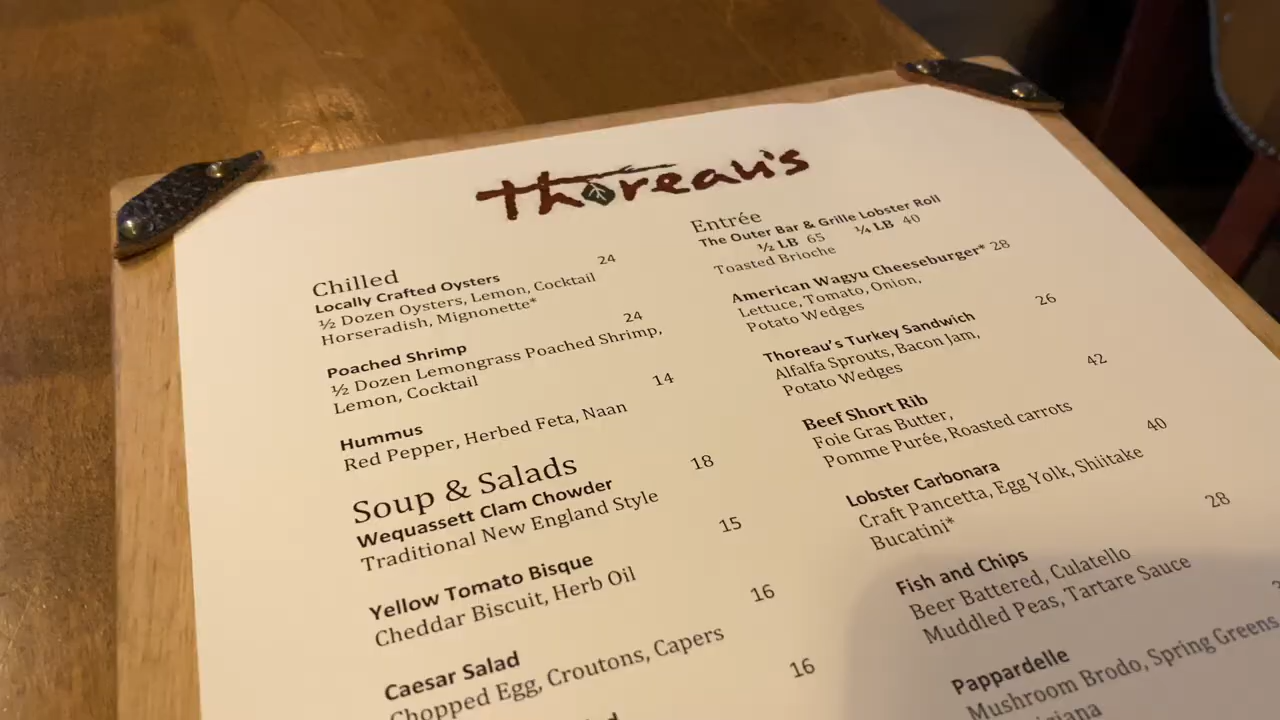 Thoreau's
Chilled
Locally Crafted Oysters 24
½ Dozen Oysters, Lemon, Cocktail
Horseradish, Mignonette*
Poached Shrimp 24
½ Dozen Lemongrass Poached Shrimp,
Lemon, Cocktail
Hummus 14
Red Pepper, Herbed Feta, Naan
Soup & Salads
Wequassett Clam Chowder 18
Traditional New England Style
Yellow Tomato Bisque 15
Cheddar Biscuit, Herb Oil
Caesar Salad 16
Chopped Egg, Croutons, Capers
16
Entrée
The Outer Bar & Grille Lobster Roll
½ LB 65 ¼ LB 40
Toasted Brioche
American Wagyu Cheeseburger* 28
Lettuce, Tomato, Onion,
Potato Wedges
Thoreau's Turkey Sandwich 26
Alfalfa Sprouts, Bacon Jam,
Potato Wedges
Beef Short Rib 42
Foie Gras Butter,
Pomme Purée, Roasted carrots
Lobster Carbonara 40
Craft Pancetta, Egg Yolk, Shiitake
Bucatini*
Fish and Chips 28
Beer Battered, Culatello
Muddled Peas, Tartare Sauce
Pappardelle
Mushroom Brodo, Spring Greens